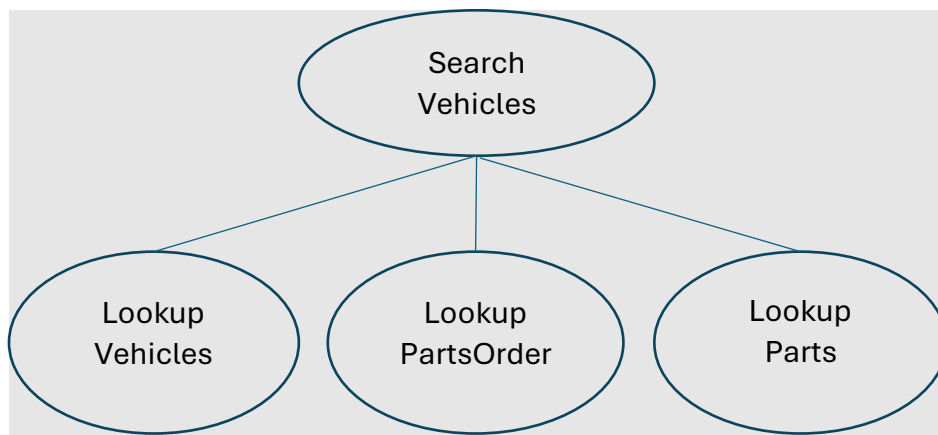 Search
Vehicles
Lookup
Vehicles
Lookup
PartsOrder
Lookup
Parts